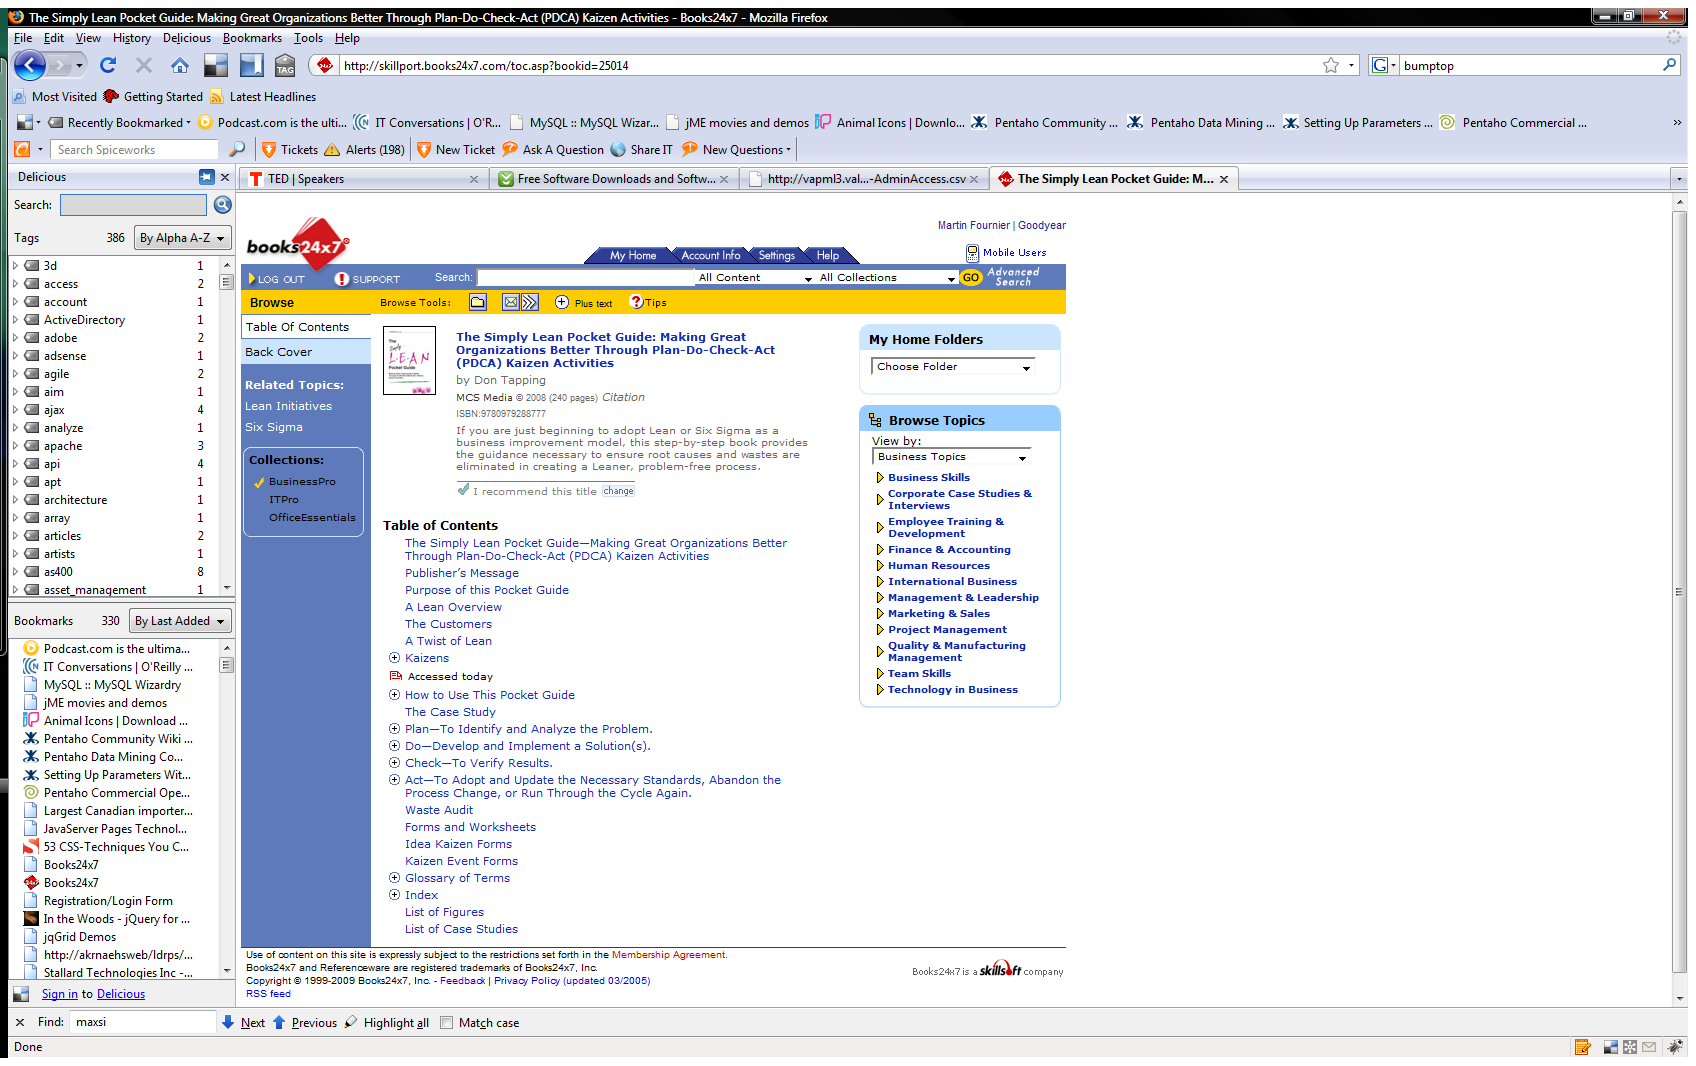 The Simply Lean Pocket Guide: Making Great Organizations Better Through Plan-Do-Check-Act (PDCA) Kaizen Activities - Books24x7 - Mozilla Firefox
File Edit View History Delicious Bookmarks Tools Help
TAG http://skillport.books24x7.com/toc.asp?bookid=25014 G bumptop
Most Visited Getting Started Latest Headlines
Recently Bookmarked Podcast.com is the ulti... IT Conversations | O'R... MySQL :: MySQL Wizar... jME movies and demos Animal Icons | Downlo... Pentaho Community ... Pentaho Data Mining ... Setting Up Parameters ... Pentaho Commercial ... »
Search Spiceworks Tickets Alerts (198) New Ticket Ask A Question Share IT New Questions
Delicious
TED | Speakers Free Software Downloads and Softw... http://vapml3.val...-AdminAccess.csv The Simply Lean Pocket Guide: M...
Search:
Tags 386 By Alpha A-Z
3d 1
access 2
account 1
ActiveDirectory 1
adobe 2
adsense 1
agile 2
aim 1
ajax 4
analyze 1
apache 3
api 4
apt 1
architecture 1
array 1
articles 2
artists 1
as400 8
asset_management 1
Bookmarks 330 By Last Added
Podcast.com is the ultima...
IT Conversations | O'Reilly ...
MySQL :: MySQL Wizardry
jME movies and demos
Animal Icons | Download ...
Pentaho Community Wiki ...
Pentaho Data Mining Co...
Setting Up Parameters Wit...
Pentaho Commercial Ope...
Largest Canadian importer...
JavaServer Pages Technol...
53 CSS-Techniques You C...
Books24x7
Books24x7
Registration/Login Form
In the Woods - jQuery for ...
jqGrid Demos
http://akrnaehsweb/ldrps/...
Stallard Technologies Inc -...
Sign in to Delicious
books24x7
Martin Fournier | Goodyear
My Home Account Info Settings Help
Mobile Users
LOG OUT SUPPORT Search: All Content All Collections GO Advanced Search
Browse Browse Tools: Plus text Tips
Table Of Contents
Back Cover
Related Topics:
Lean Initiatives
Six Sigma
Collections:
BusinessPro
ITPro
OfficeEssentials
The
Simply
L·E·A·N
Pocket Guide
The Simply Lean Pocket Guide: Making Great
Organizations Better Through Plan-Do-Check-Act
(PDCA) Kaizen Activities
by Don Tapping
MCS Media © 2008 (240 pages) Citation
ISBN:9780979288777
If you are just beginning to adopt Lean or Six Sigma as a
business improvement model, this step-by-step book provides
the guidance necessary to ensure root causes and wastes are
eliminated in creating a Leaner, problem-free process.
I recommend this title change
Table of Contents
The Simply Lean Pocket Guide—Making Great Organizations Better
Through Plan-Do-Check-Act (PDCA) Kaizen Activities
Publisher's Message
Purpose of this Pocket Guide
A Lean Overview
The Customers
A Twist of Lean
Kaizens
Accessed today
How to Use This Pocket Guide
The Case Study
Plan—To Identify and Analyze the Problem.
Do—Develop and Implement a Solution(s).
Check—To Verify Results.
Act—To Adopt and Update the Necessary Standards, Abandon the
Process Change, or Run Through the Cycle Again.
Waste Audit
Forms and Worksheets
Idea Kaizen Forms
Kaizen Event Forms
Glossary of Terms
Index
List of Figures
List of Case Studies
My Home Folders
Choose Folder
Browse Topics
View by:
Business Topics
Business Skills
Corporate Case Studies &
Interviews
Employee Training &
Development
Finance & Accounting
Human Resources
International Business
Management & Leadership
Marketing & Sales
Project Management
Quality & Manufacturing
Management
Team Skills
Technology in Business
Use of content on this site is expressly subject to the restrictions set forth in the Membership Agreement.
Books24x7 and Referenceware are registered trademarks of Books24x7, Inc.
Copyright © 1999-2009 Books24x7, Inc. - Feedback | Privacy Policy (updated 03/2005)
RSS feed
Books24x7 is a skillsoft company
Find: maxsi Next Previous Highlight all Match case
Done